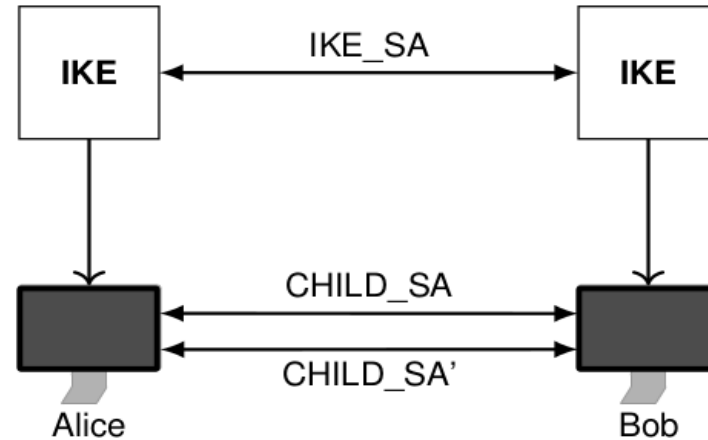 IKE
IKE_SA
IKE
CHILD_SA
CHILD_SA'
Alice
Bob